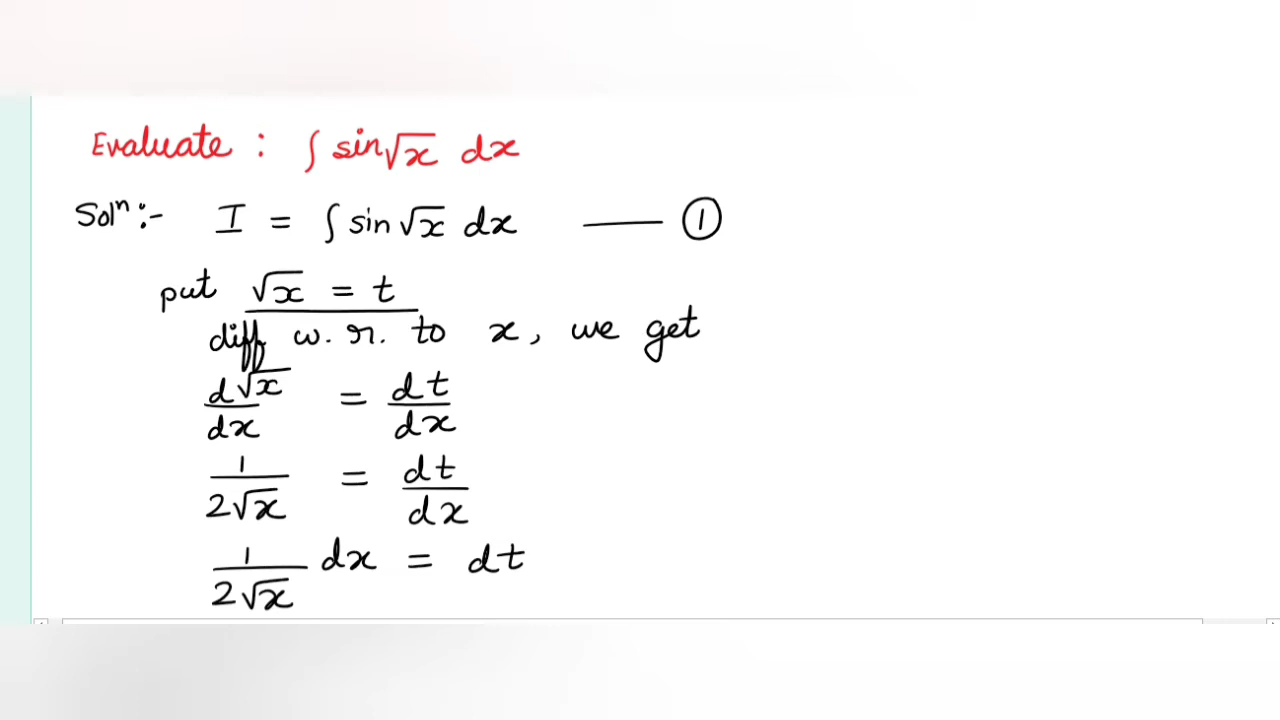 Evaluate : ∫ sin√x dx
Solⁿ:- I = ∫ sin√x dx —— ①
put √x = t
diff w.r. to x, we get
d√x/dx = dt/dx
1/2√x = dt/dx
1/2√x dx = dt